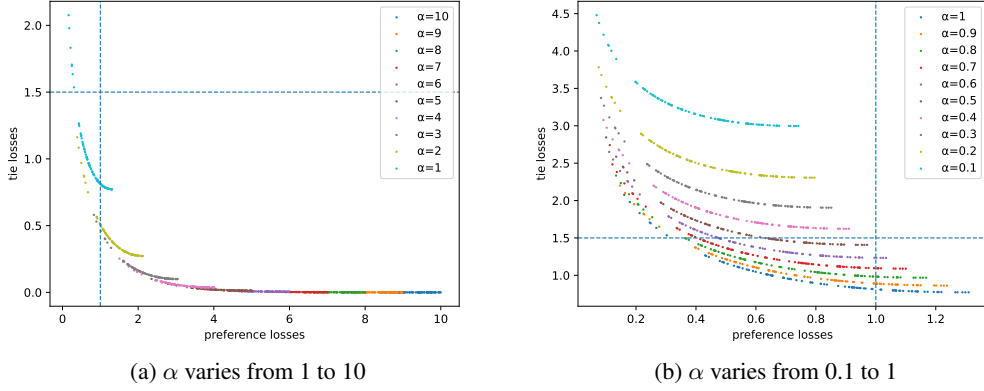 2.0
1.5
1.0
0.5
0.0
tie losses
0
2
4
6
8
10
preference losses
α=10
α=9
α=8
α=7
α=6
α=5
α=4
α=3
α=2
α=1
(a) α varies from 1 to 10
4.5
4.0
3.5
3.0
2.5
2.0
1.5
1.0
tie losses
0.2
0.4
0.6
0.8
1.0
1.2
preference losses
α=1
α=0.9
α=0.8
α=0.7
α=0.6
α=0.5
α=0.4
α=0.3
α=0.2
α=0.1
(b) α varies from 0.1 to 1